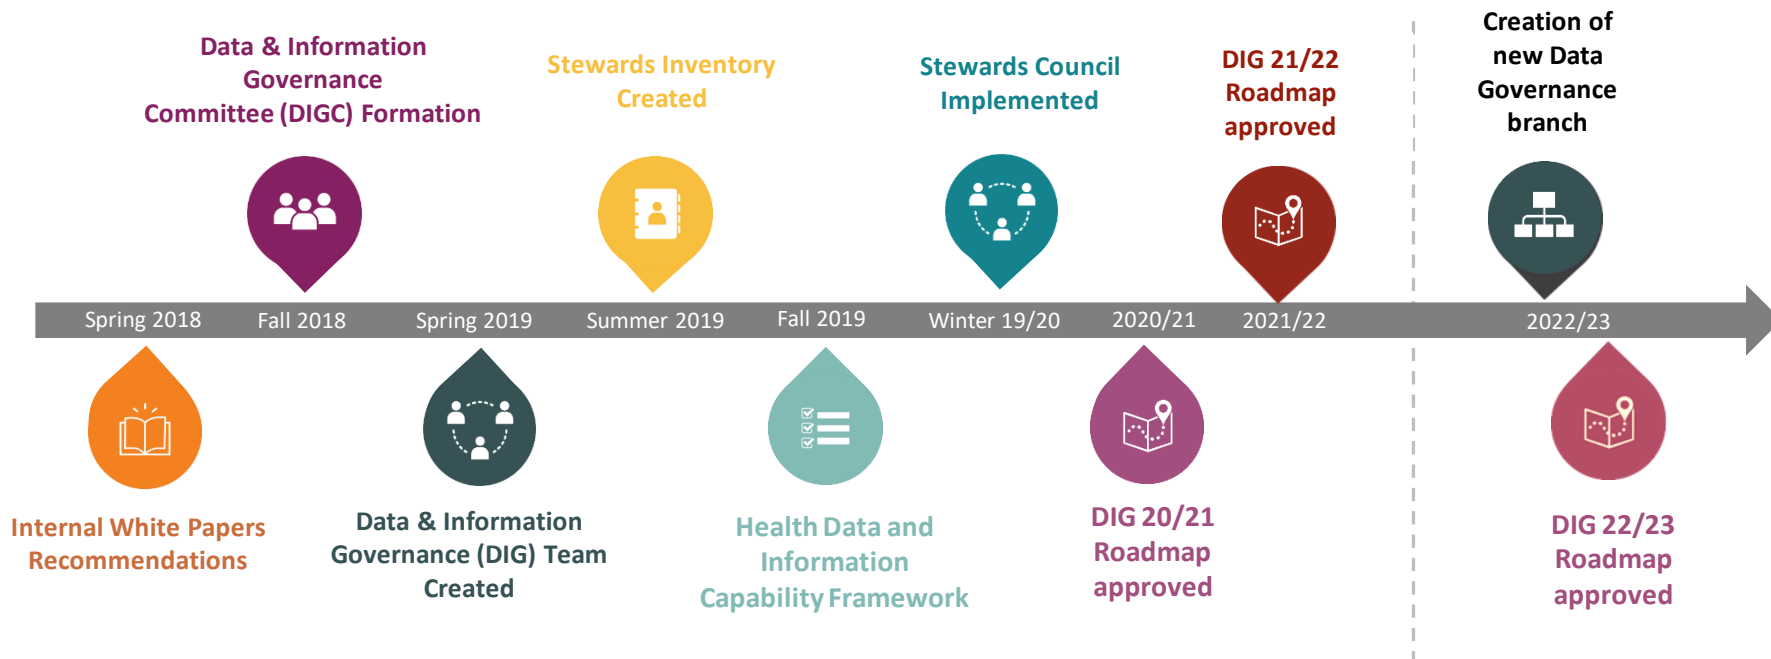 Data & Information
Governance
Committee (DIGC) Formation
Stewards Inventory
Created
Stewards Council
Implemented
DIG 21/22
Roadmap
approved
Creation of
new Data
Governance
branch
Spring 2018
Fall 2018
Spring 2019
Summer 2019
Fall 2019
Winter 19/20
2020/21
2021/22
2022/23
Internal White Papers
Recommendations
Data & Information
Governance (DIG) Team
Created
Health Data and
Information
Capability Framework
DIG 20/21
Roadmap
approved
DIG 22/23
Roadmap
approved